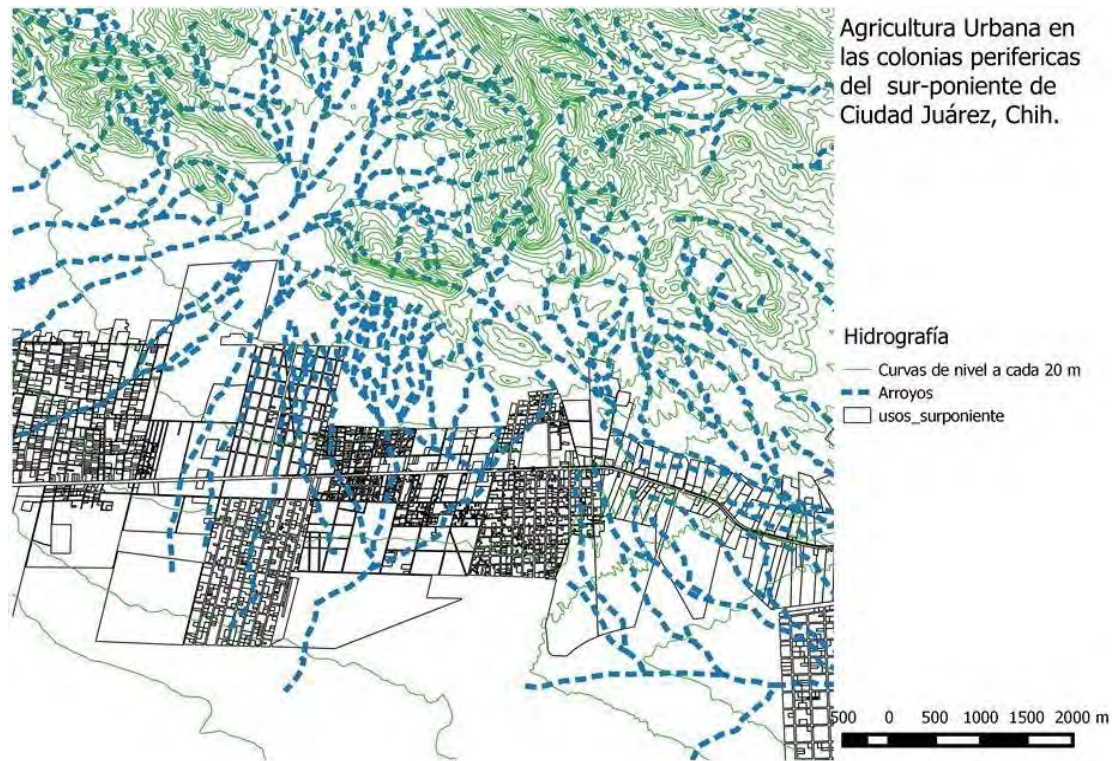 Agricultura Urbana en
las colonias perifericas
del sur-poniente de
Ciudad Juárez, Chih.
Hidrografía
Curvas de nivel a cada 20 m
Arroyos
usos_surponiente
500 0 500 1000 1500 2000 m